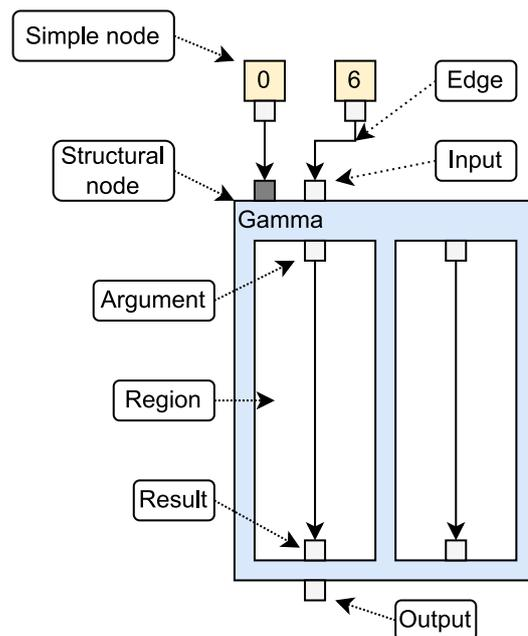 Simple node
0
6
Edge
Structural
node
Input
Gamma
Argument
Region
Result
Output